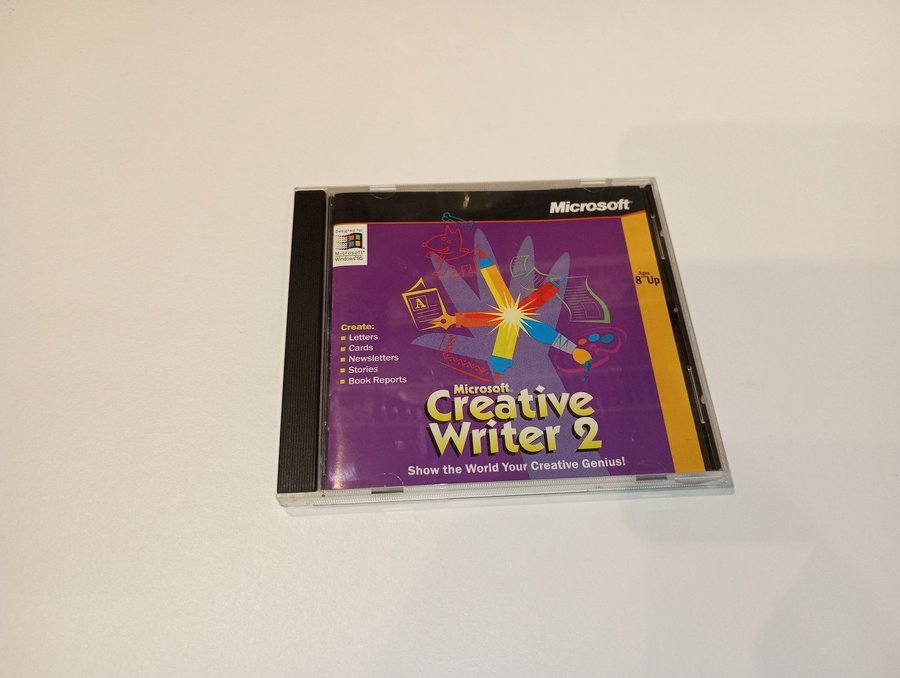 Microsoft
Designed for
Microsoft
Windows 95
Ages
8 and Up
A
Create:
Letters
Cards
Newsletters
Stories
Book Reports
Microsoft
Creative
Writer 2
Show the World Your Creative Genius!